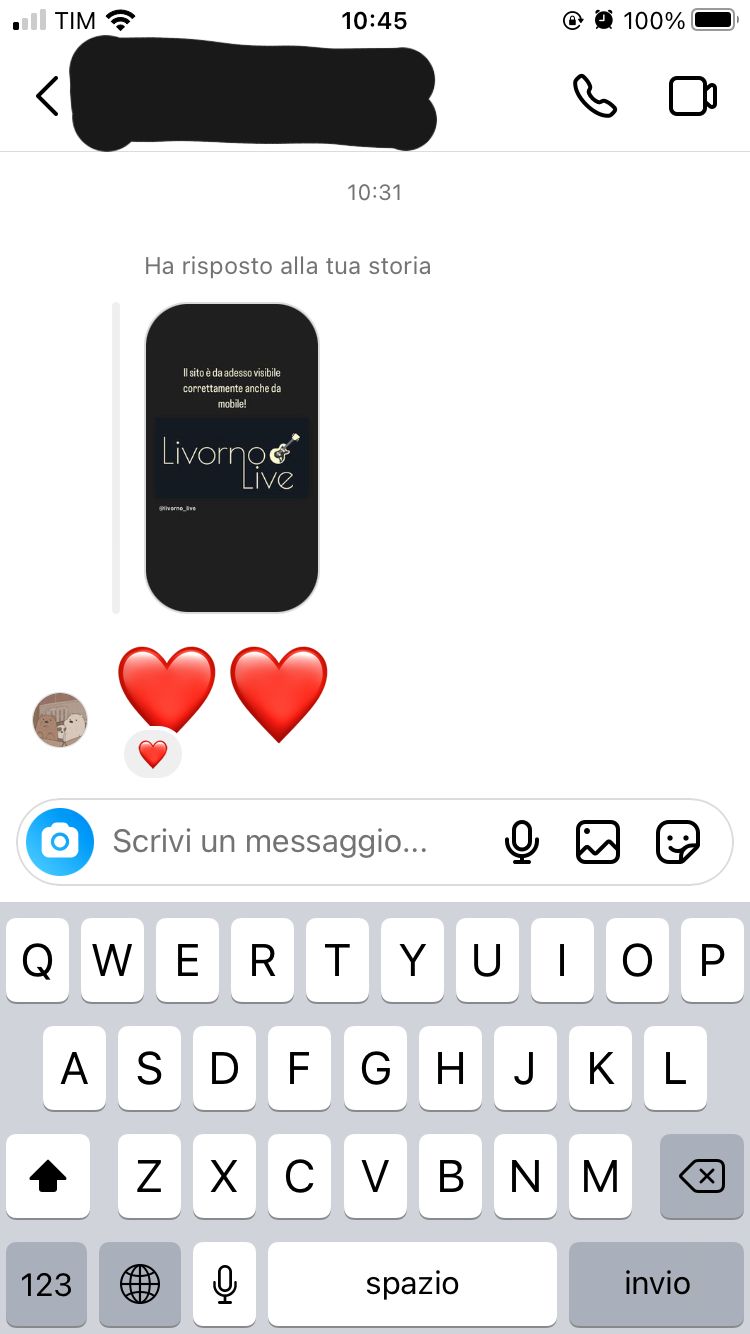 TIM 10:45 100%
10:31
Ha risposto alla tua storia
Il sito è da adesso visibile
correttamente anche da
mobile!
Livorno
Live
@livorno_live
Scrivi un messaggio...
Q W E R T Y U I O P
A S D F G H J K L
Z X C V B N M
123 spazio invio